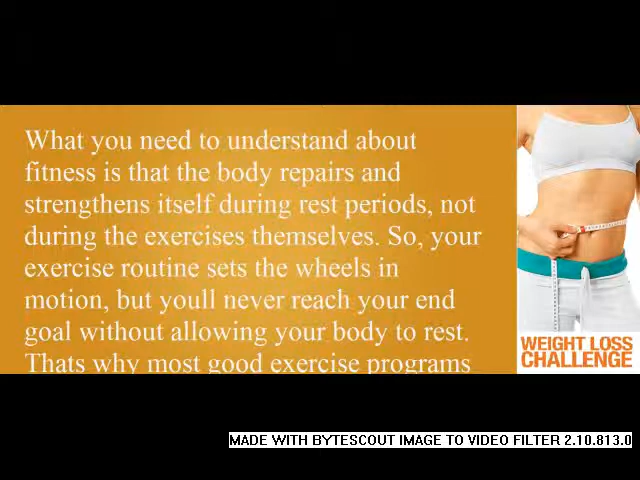 What you need to understand about
fitness is that the body repairs and
strengthens itself during rest periods, not
during the exercises themselves. So, your
exercise routine sets the wheels in
motion, but youll never reach your end
goal without allowing your body to rest.
Thats why most good exercise programs
WEIGHT LOSS
CHALLENGE
MADE WITH BYTESCOUT IMAGE TO VIDEO FILTER 2.10.813.0